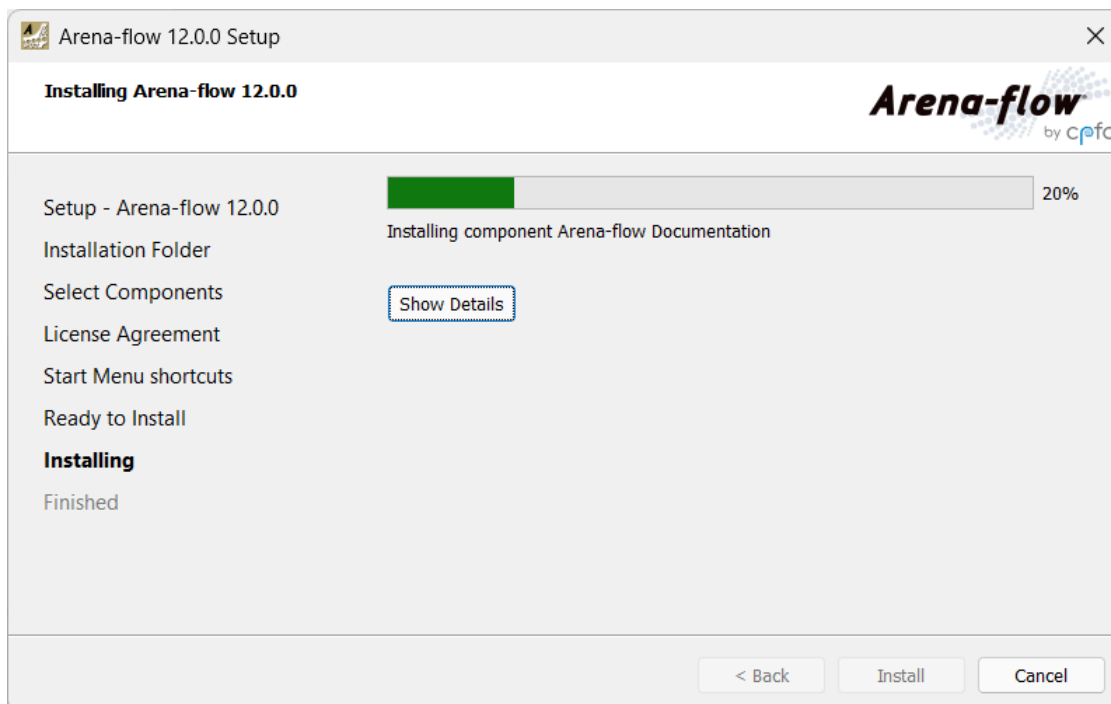 Arena-flow 12.0.0 Setup
Installing Arena-flow 12.0.0
Arena-flow
by cpfd
Setup - Arena-flow 12.0.0
Installation Folder
Select Components
License Agreement
Start Menu shortcuts
Ready to Install
Installing
Finished
20%
Installing component Arena-flow Documentation
Show Details
< Back
Install
Cancel